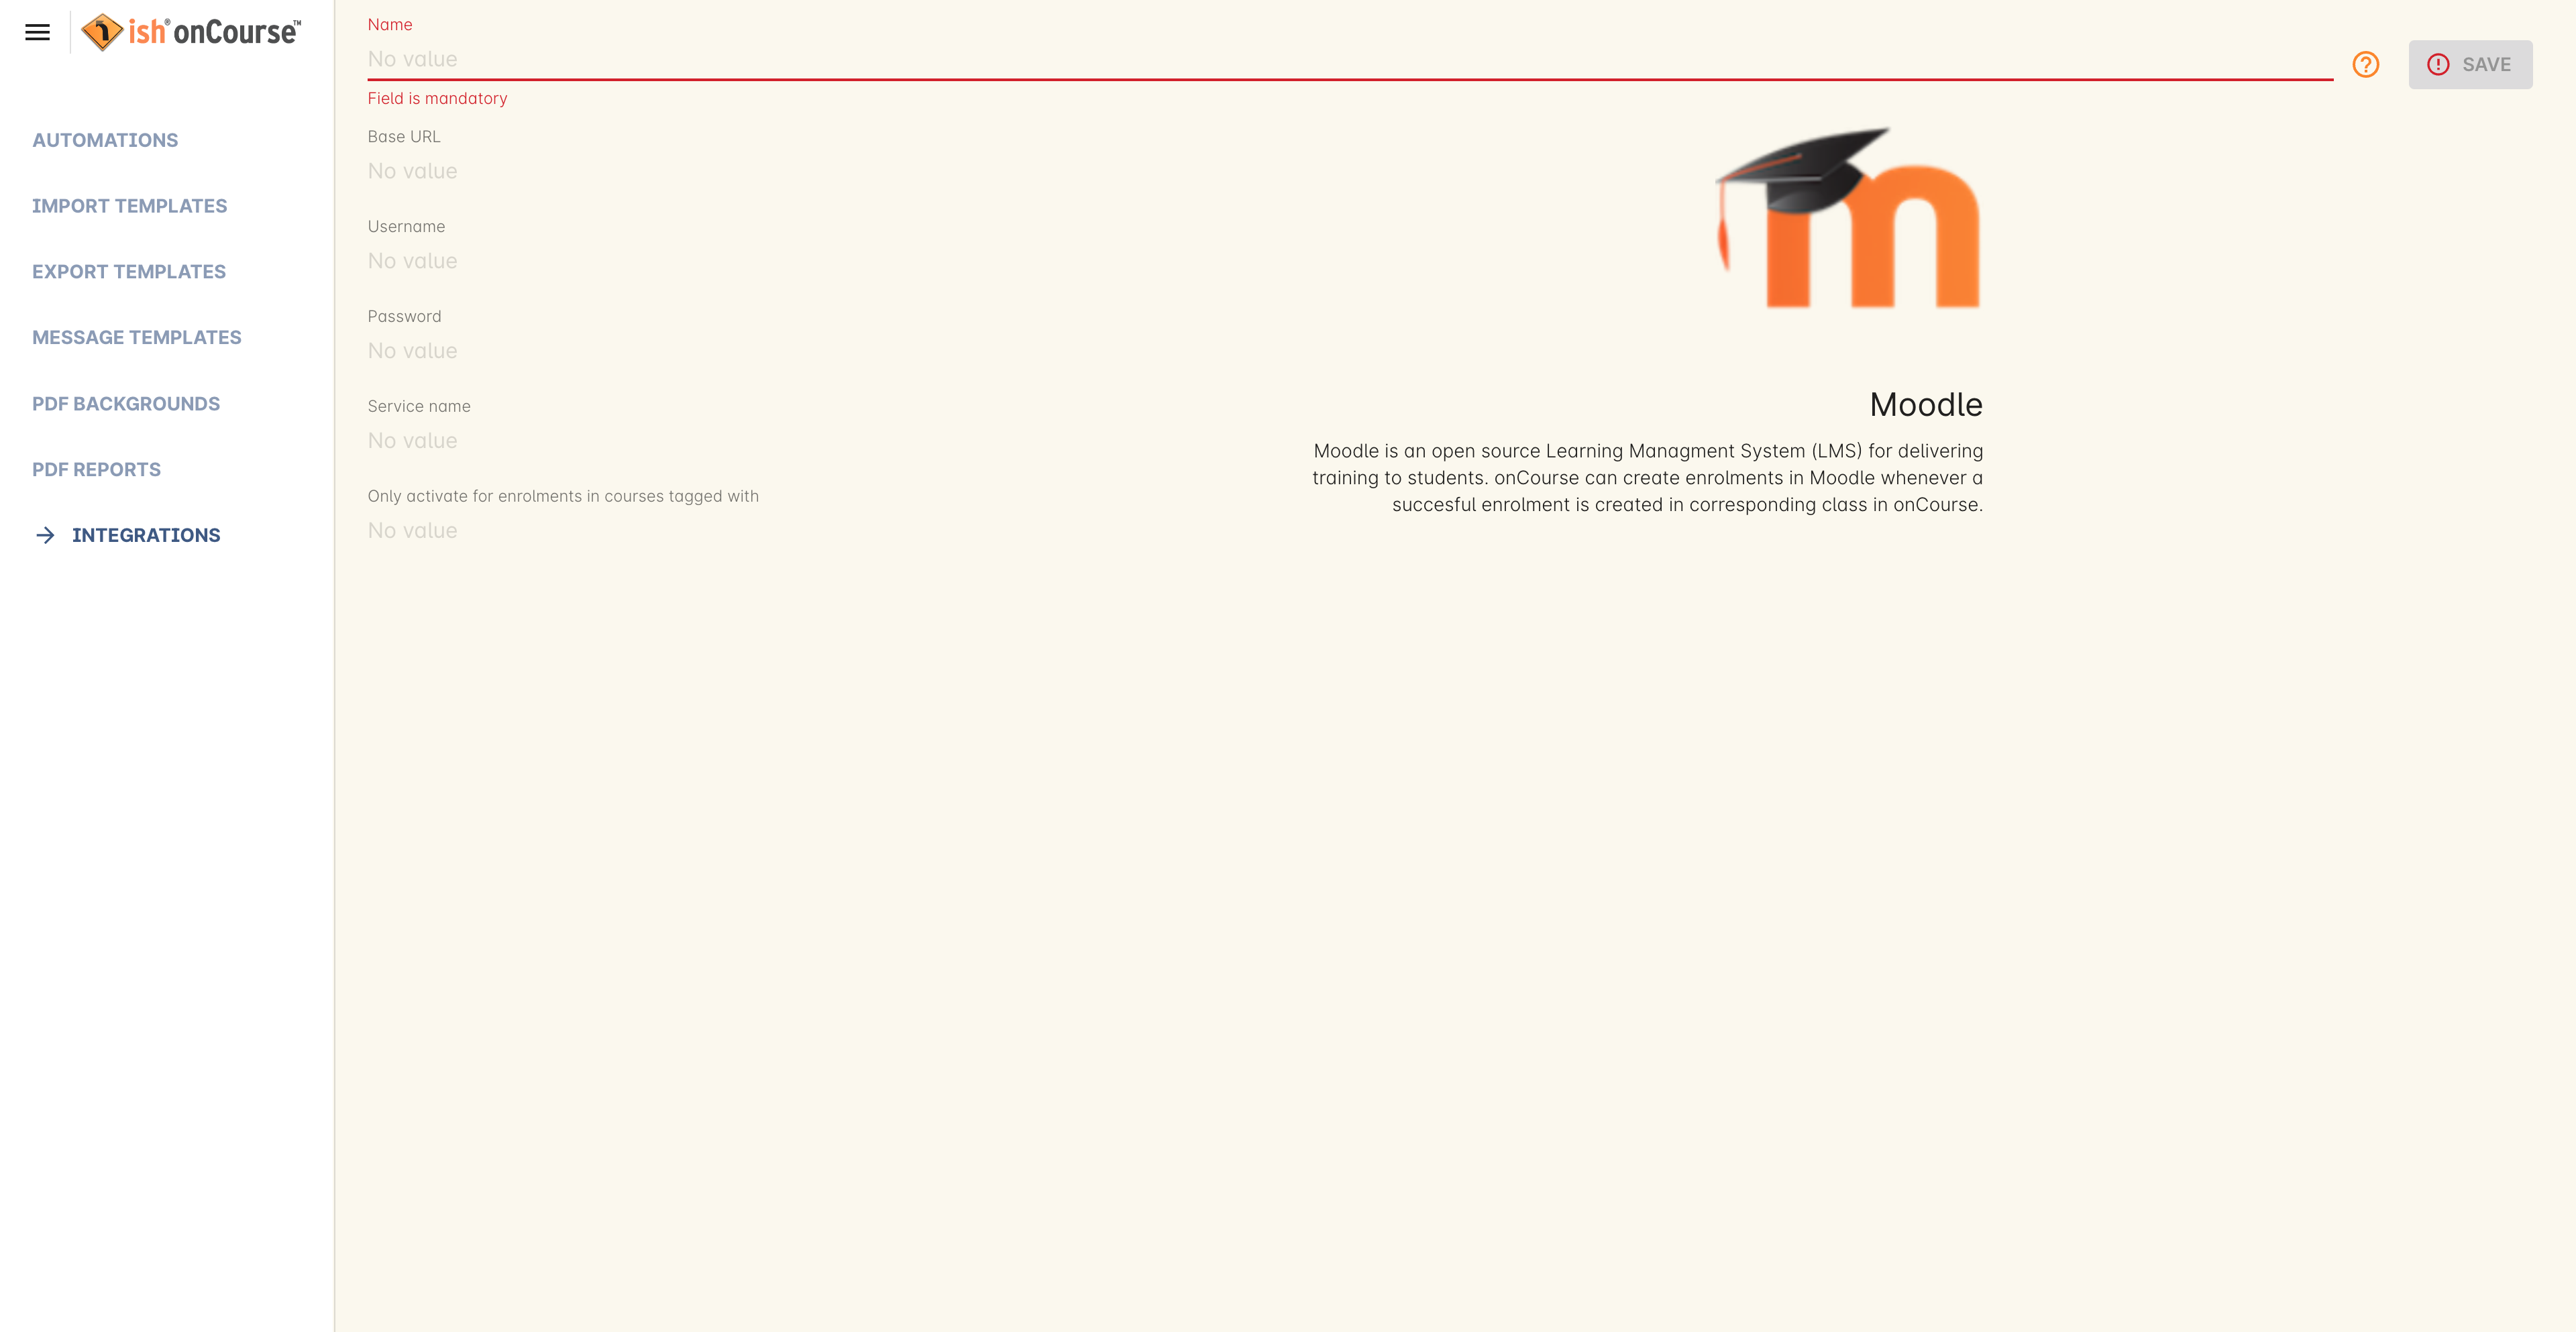 ish® onCourse™
AUTOMATIONS
IMPORT TEMPLATES
EXPORT TEMPLATES
MESSAGE TEMPLATES
PDF BACKGROUNDS
PDF REPORTS
INTEGRATIONS
Name
No value
Field is mandatory
SAVE
Base URL
No value
Username
No value
Password
No value
Service name
No value
Only activate for enrolments in courses tagged with
No value
m
Moodle
Moodle is an open source Learning Managment System (LMS) for delivering
training to students. onCourse can create enrolments in Moodle whenever a
succesful enrolment is created in corresponding class in onCourse.